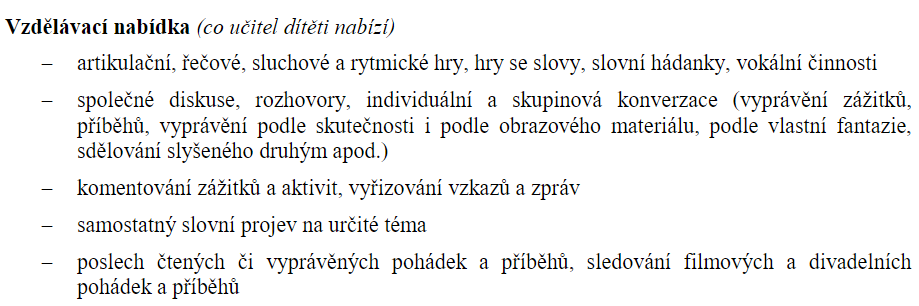 Vzdělávací nabídka (co učitel dítěti nabízí)
– artikulační, řečové, sluchové a rytmické hry, hry se slovy, slovní hádanky, vokální činnosti
– společné diskuse, rozhovory, individuální a skupinová konverzace (vyprávění zážitků,
příběhů, vyprávění podle skutečnosti i podle obrazového materiálu, podle vlastní fantazie,
sdělování slyšeného druhým apod.)
– komentování zážitků a aktivit, vyřizování vzkazů a zpráv
– samostatný slovní projev na určité téma
– poslech čtených či vyprávěných pohádek a příběhů, sledování filmových a divadelních
pohádek a příběhů